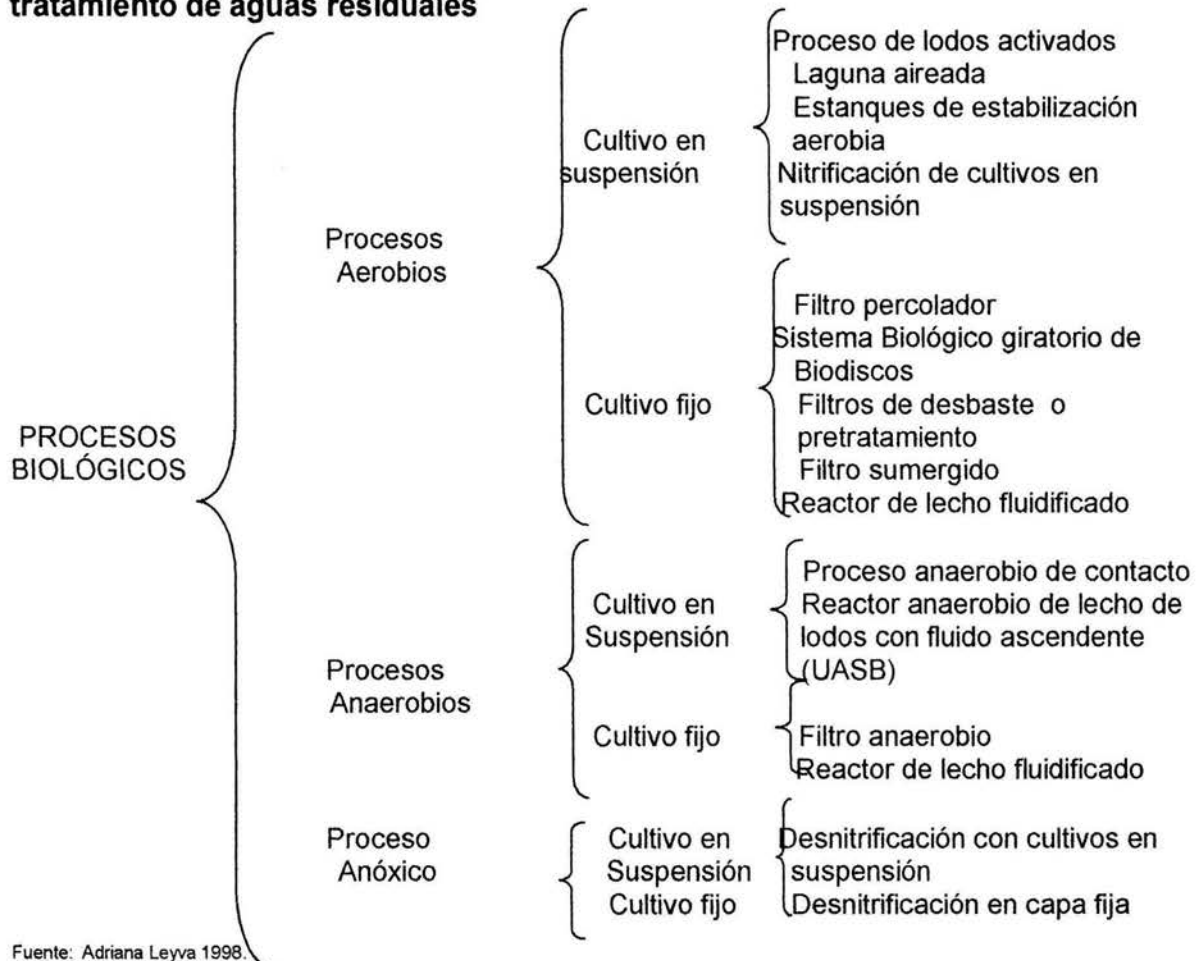 tratamiento de aguas residuales
PROCESOS
BIOLÓGICOS
Procesos
Aerobios
Cultivo en
suspensión
Proceso de lodos activados
Laguna aireada
Estanques de estabilización
aerobia
Nitrificación de cultivos en
suspensión
Cultivo fijo
Filtro percolador
Sistema Biológico giratorio de
Biodiscos
Filtros de desbaste o
pretratamiento
Filtro sumergido
Reactor de lecho fluidificado
Procesos
Anaerobios
Cultivo en
Suspensión
Proceso anaerobio de contacto
Reactor anaerobio de lecho de
lodos con fluido ascendente
(UASB)
Cultivo fijo
Filtro anaerobio
Reactor de lecho fluidificado
Proceso
Anóxico
Cultivo en
Suspensión
Cultivo fijo
Desnitrificación con cultivos en
suspensión
Desnitrificación en capa fija
Fuente: Adriana Leyva 1998.